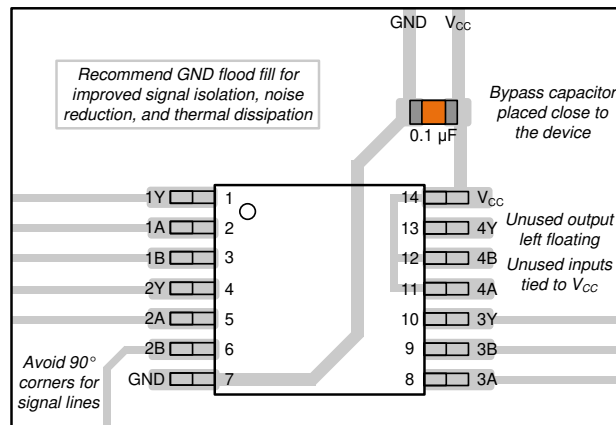 GND VCC
Recommend GND flood fill for
improved signal isolation, noise
reduction, and thermal dissipation
Bypass capacitor
placed close to
the device
0.1 µF
1Y 1 14 VCC
1A 2 13 4Y
1B 3 12 4B
2Y 4 11 4A
2A 5 10 3Y
2B 6 9 3B
GND 7 8 3A
Unused output
left floating
Unused inputs
tied to VCC
Avoid 90°
corners for
signal lines